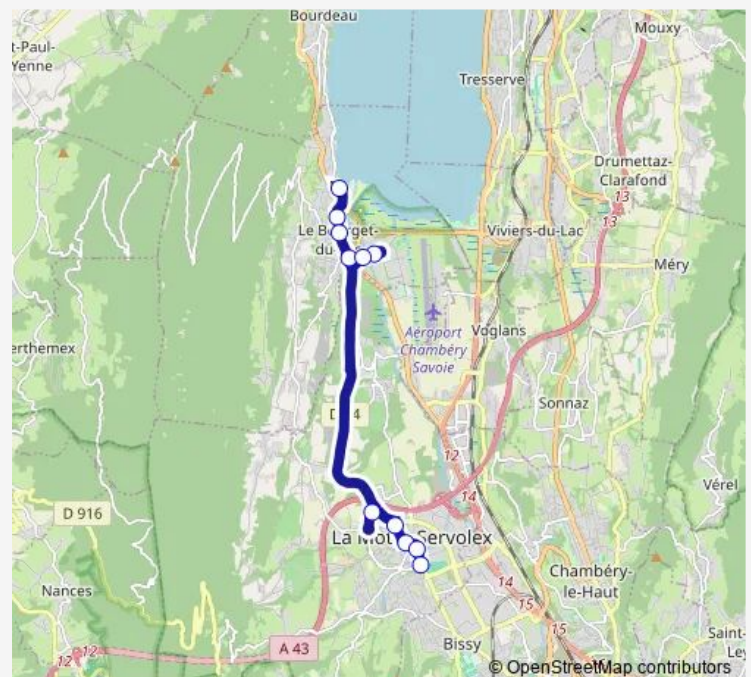 Bourdeau
Mouxy
t-Paul-
Yenne
Tresserve
Drumettaz-
Clarafond
13
13
Le Bourget-
du
Viviers-du-Lac
Méry
Aéroport
Chambéry
Savoie
Voglans
erthemex
Sonnaz
12
14
Vérel
D 916
La Motte-Servolex
Chambéry-
le-Haut
Nances
14
15
15
A 43
Bissy
Saint-
Ley
12
12
© OpenStreetMap contributors